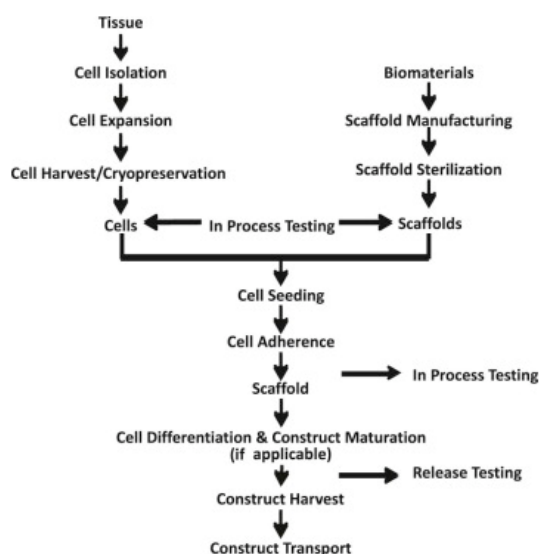 Tissue
Cell Isolation
Biomaterials
Cell Expansion
Scaffold Manufacturing
Cell Harvest/Cryopreservation
Scaffold Sterilization
Cells
In Process Testing
Scaffolds
Cell Seeding
Cell Adherence
Scaffold
In Process Testing
Cell Differentiation & Construct Maturation
(if applicable)
Release Testing
Construct Harvest
Construct Transport